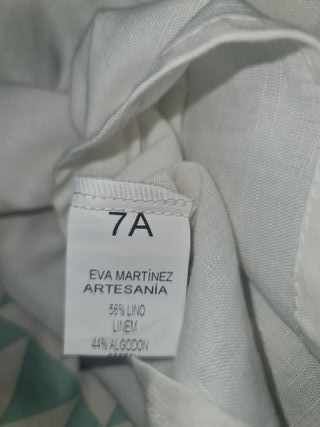 7A
EVA MARTÍNEZ
ARTESANÍA
56% LINO
LINEM
44% ALGODON